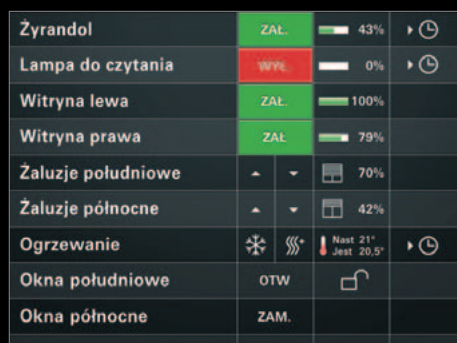 Żyrandol ZAŁ. 43%
Lampa do czytania WYŁ. 0%
Witryna lewa ZAŁ. 100%
Witryna prawa ZAŁ 79%
Żaluzje południowe 70%
Żaluzje północne 42%
Ogrzewanie Nast 21°
Jest 20,5°
Okna południowe OTW
Okna północne ZAM.